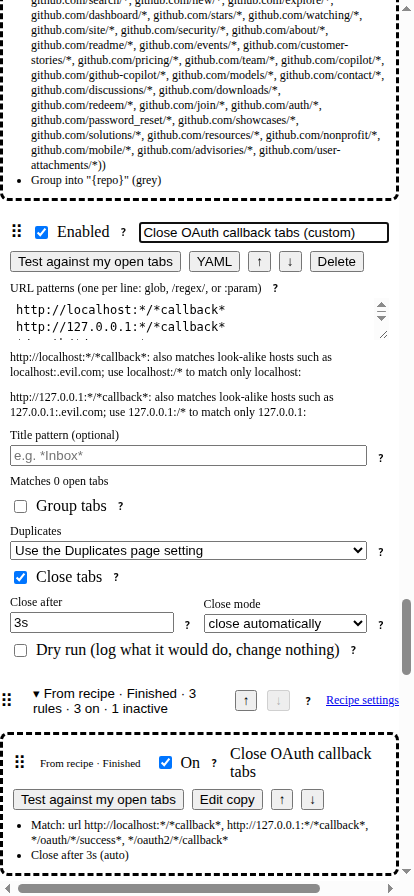 github.com/search/*, github.com/new/*, github.com/explore/*,
github.com/dashboard/*, github.com/stars/*, github.com/watching/*,
github.com/site/*, github.com/security/*, github.com/about/*,
github.com/readme/*, github.com/events/*, github.com/customer-
stories/*, github.com/pricing/*, github.com/team/*, github.com/copilot/*,
github.com/github-copilot/*, github.com/models/*, github.com/contact/*,
github.com/discussions/*, github.com/downloads/*,
github.com/redeem/*, github.com/join/*, github.com/auth/*,
github.com/password_reset/*, github.com/showcases/*,
github.com/solutions/*, github.com/resources/*, github.com/nonprofit/*,
github.com/mobile/*, github.com/advisories/*, github.com/user-
attachments/*))
• Group into "{repo}" (grey)
Enabled ? Close OAuth callback tabs (custom)
Test against my open tabs YAML ↑ ↓ Delete
URL patterns (one per line: glob, /regex/, or :param) ?
http://localhost:*/*callback*
http://127.0.0.1:*/*callback*
http://localhost:*/*callback*: also matches look-alike hosts such as
localhost:.evil.com; use localhost:/* to match only localhost:
http://127.0.0.1:*/*callback*: also matches look-alike hosts such as
127.0.0.1:.evil.com; use 127.0.0.1:/* to match only 127.0.0.1:
Title pattern (optional)
e.g. *Inbox* ?
Matches 0 open tabs
Group tabs ?
Duplicates
Use the Duplicates page setting ?
Close tabs ?
Close after Close mode
3s ? close automatically ?
Dry run (log what it would do, change nothing) ?
▾ From recipe · Finished · 3
rules · 3 on · 1 inactive ↑ ↓ ? Recipe settings
From recipe · Finished On ? Close OAuth callback
tabs
Test against my open tabs Edit copy ↑ ↓
• Match: url http://localhost:*/*callback*, http://127.0.0.1:*/*callback*,
*/oauth/*/success*, */oauth2/*/callback*
• Close after 3s (auto)